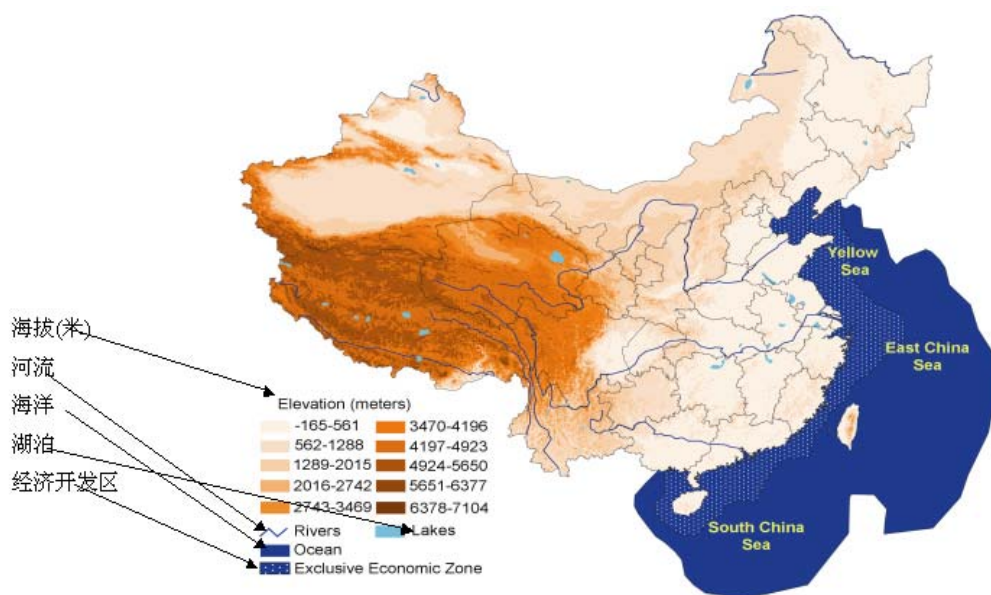 Yellow
Sea
East China
Sea
South China
Sea
海拔(米)
河流
海洋
湖泊
经济开发区
Elevation (meters)
-165-561
562-1288
1289-2015
2016-2742
2743-3469
3470-4196
4197-4923
4924-5650
5651-6377
6378-7104
Rivers
Lakes
Ocean
Exclusive Economic Zone